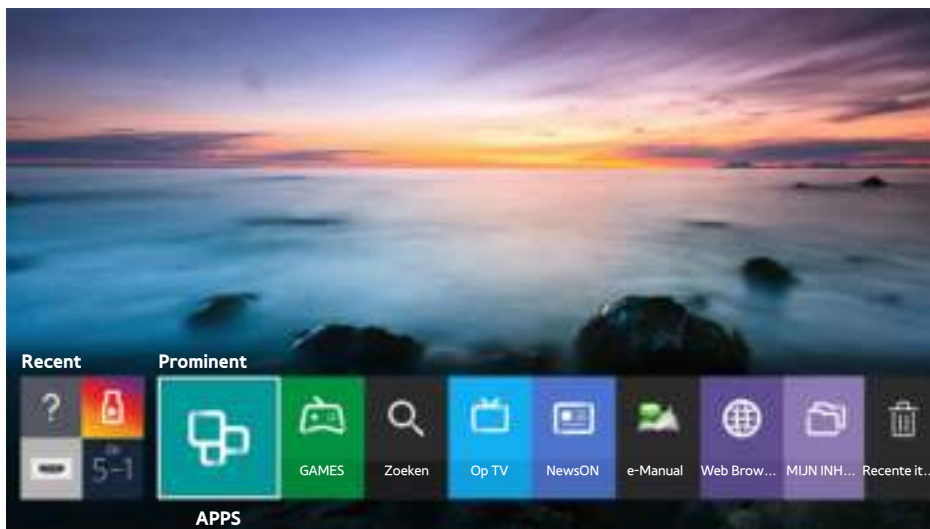 Recent Prominent
?
5-1
GAMES Zoeken Op TV NewsON e-Manual Web Brow... MIJN INH... Recente it...
APPS